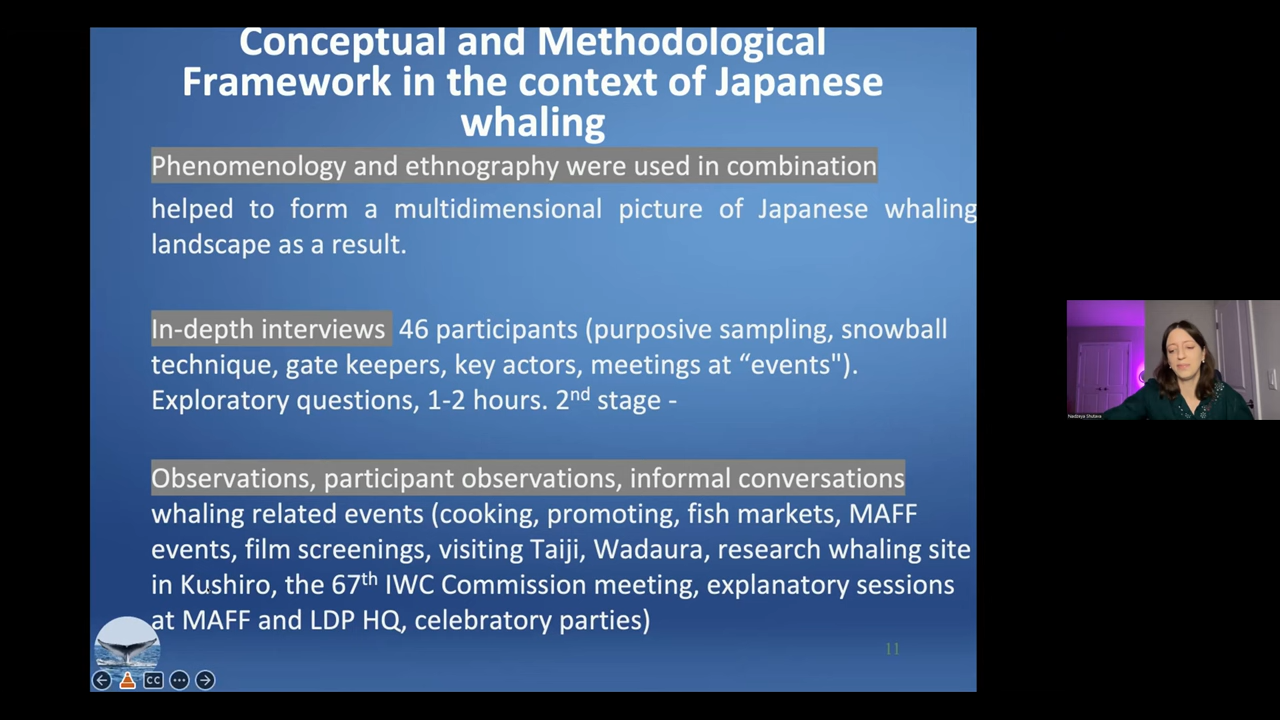 Conceptual and Methodological
Framework in the context of Japanese
whaling
Phenomenology and ethnography were used in combination
helped to form a multidimensional picture of Japanese whaling
landscape as a result.
In-depth interviews 46 participants (purposive sampling, snowball
technique, gate keepers, key actors, meetings at “events").
Exploratory questions, 1-2 hours. 2nd stage -
Observations, participant observations, informal conversations
whaling related events (cooking, promoting, fish markets, MAFF
events, film screenings, visiting Taiji, Wadaura, research whaling site
in Kushiro, the 67th IWC Commission meeting, explanatory sessions
at MAFF and LDP HQ, celebratory parties)
11
CC
Nadzeya Shutava